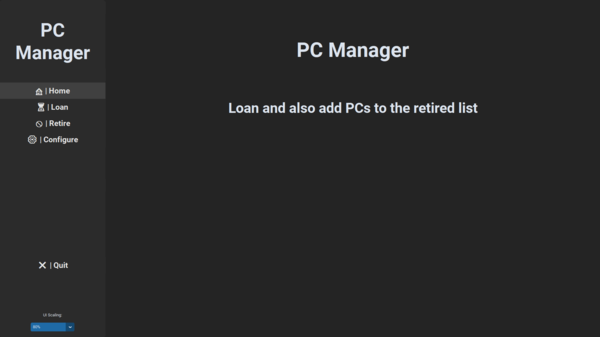 PC
Manager
| Home
| Loan
| Retire
| Configure
| Quit
UI Scaling
80%
PC Manager
Loan and also add PCs to the retired list